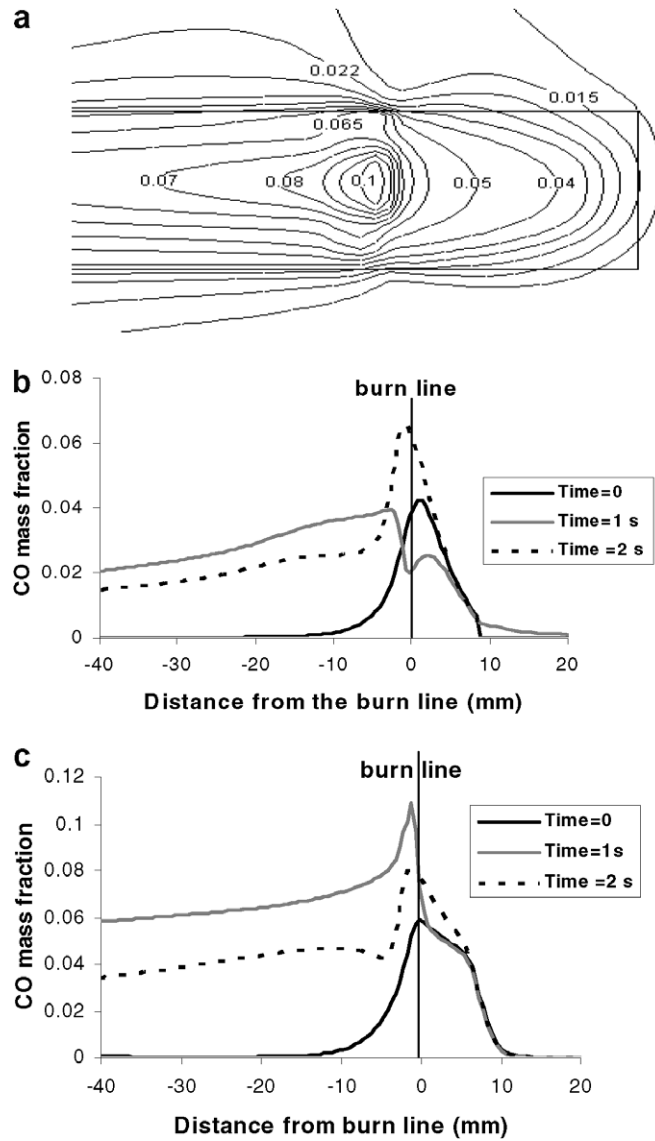 a
0.022
0.015
0.065
0.07
0.08
0.1
0.05
0.04
b
burn line
0.08
0.06
0.04
0.02
0
CO mass fraction
Time=0
Time=1 s
Time =2 s
-40 -30 -20 -10 0 10 20
Distance from the burn line (mm)
c
burn line
0.12
0.1
0.08
0.06
0.04
0.02
0
CO mass fraction
Time=0
Time=1s
Time =2 s
-40 -30 -20 -10 0 10 20
Distance from burn line (mm)